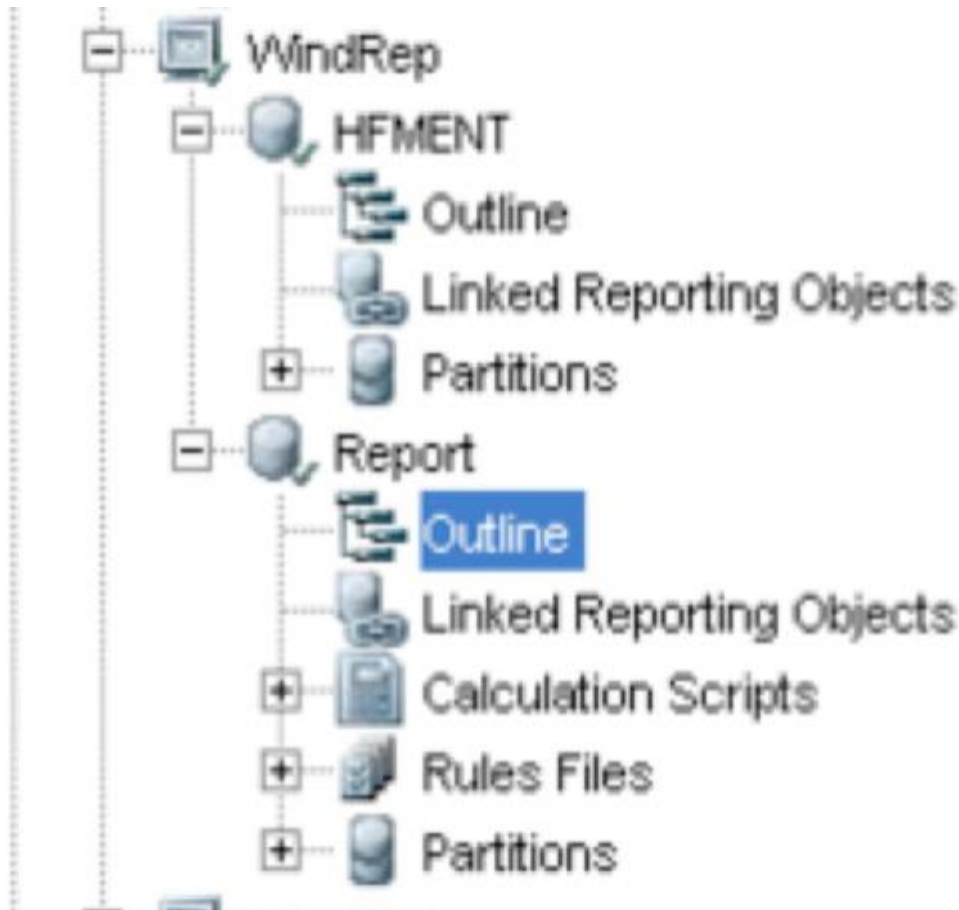 WindRep
HFMENT
Outline
Linked Reporting Objects
Partitions
Report
Outline
Linked Reporting Objects
Calculation Scripts
Rules Files
Partitions